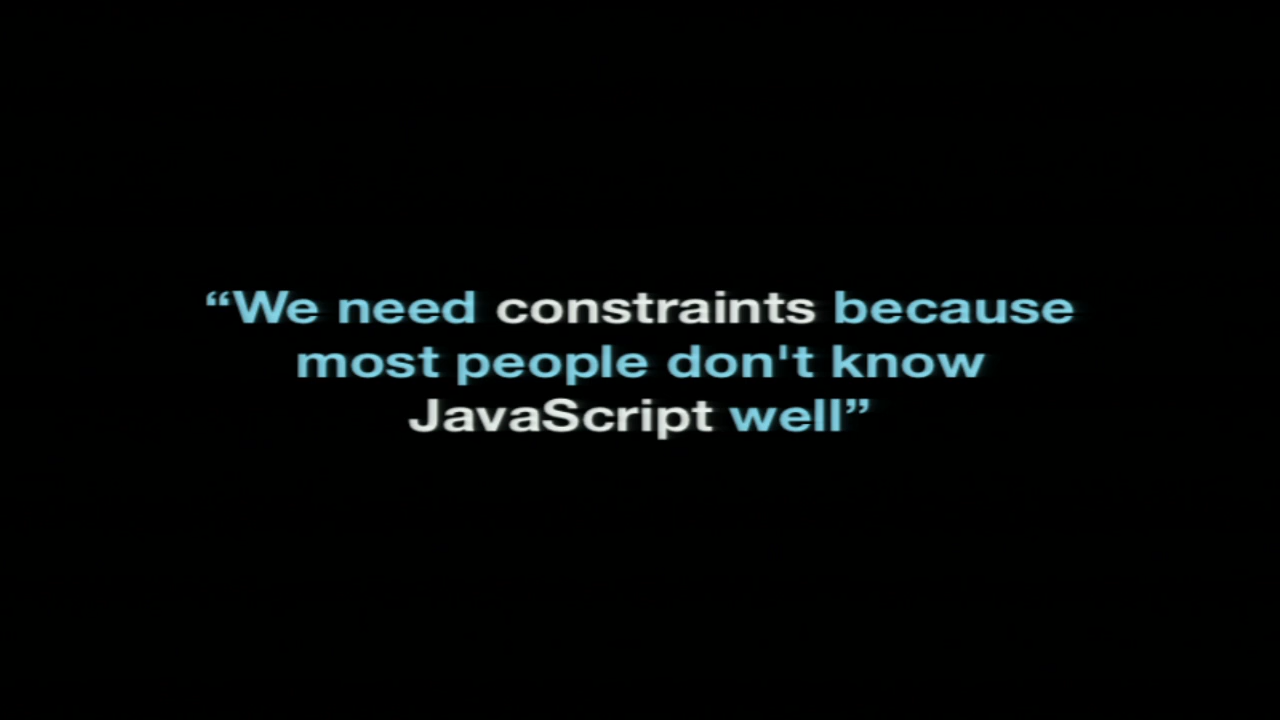 “We need constraints because
most people don't know
JavaScript well”